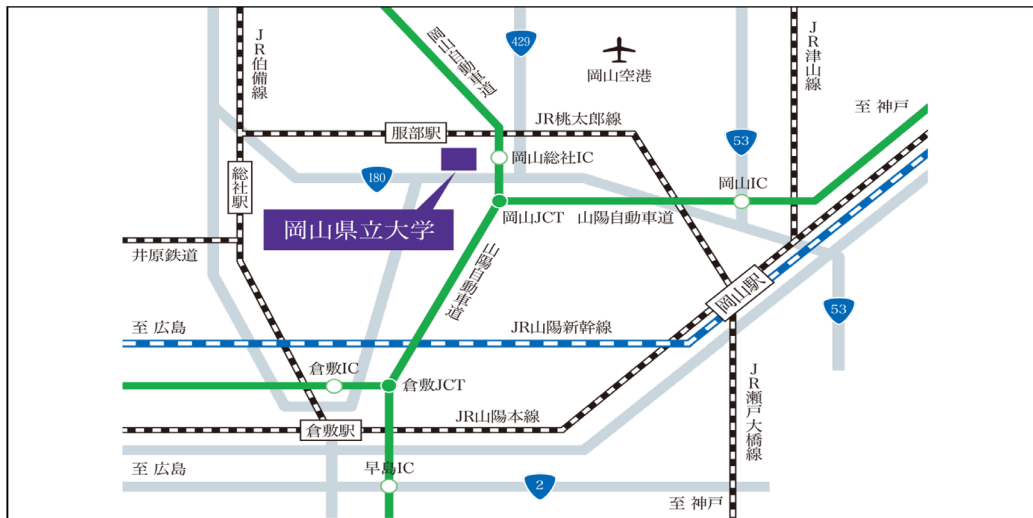 JR伯備線
岡山自動車道
429
岡山空港
JR津山線
至 神戸
JR桃太郎線
服部駅
岡山総社IC
53
180
総社駅
岡山IC
岡山県立大学
岡山JCT
山陽自動車道
井原鉄道
山陽自動車道
岡山駅
53
至 広島
JR山陽新幹線
倉敷IC
倉敷JCT
JR瀬戸大橋線
JR山陽本線
倉敷駅
至 広島
早島IC
2
至 神戸